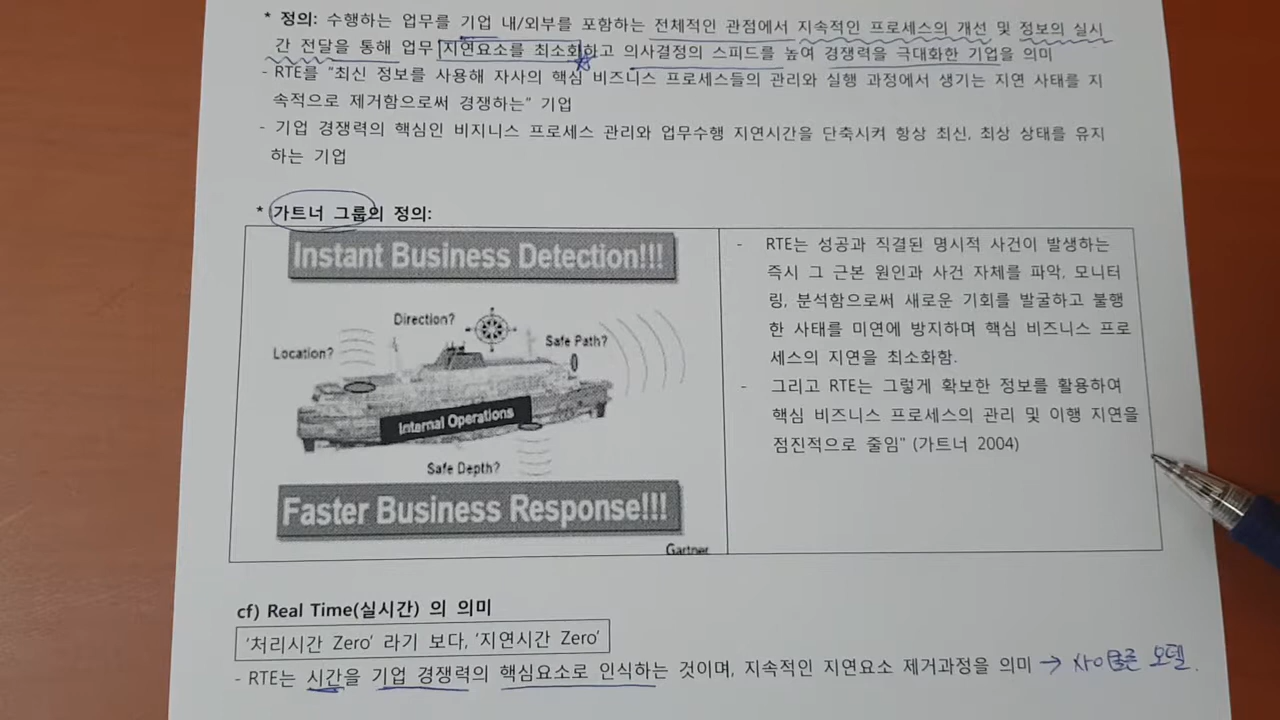 * 정의: 수행하는 업무를 기업 내/외부를 포함하는 전체적인 관점에서 지속적인 프로세스의 개선 및 정보의 실시
간 전달을 통해 업무 지연요소를 최소화하고 의사결정의 스피드를 높여 경쟁력을 극대화한 기업을 의미
- RTE를 "최신 정보를 사용해 자사의 핵심 비즈니스 프로세스들의 관리와 실행 과정에서 생기는 지연 사태를 지
속적으로 제거함으로써 경쟁하는" 기업
- 기업 경쟁력의 핵심인 비지니스 프로세스 관리와 업무수행 지연시간을 단축시켜 항상 최신, 최상 상태를 유지
하는 기업
* 가트너 그룹의 정의:
Instant Business Detection!!!
Direction?
Location?
Safe Path?
Internal Operations
Safe Depth?
Faster Business Response!!!
Gartner
- RTE는 성공과 직결된 명시적 사건이 발생하는
즉시 그 근본 원인과 사건 자체를 파악, 모니터
링, 분석함으로써 새로운 기회를 발굴하고 불행
한 사태를 미연에 방지하며 핵심 비즈니스 프로
세스의 지연을 최소화함.
- 그리고 RTE는 그렇게 확보한 정보를 활용하여
핵심 비즈니스 프로세스의 관리 및 이행 지연을
점진적으로 줄임" (가트너 2004)
cf) Real Time(실시간) 의 의미
'처리시간 Zero' 라기 보다, '지연시간 Zero'
- RTE는 시간을 기업 경쟁력의 핵심요소로 인식하는 것이며, 지속적인 지연요소 제거과정을 의미 → 사이클론 모델.